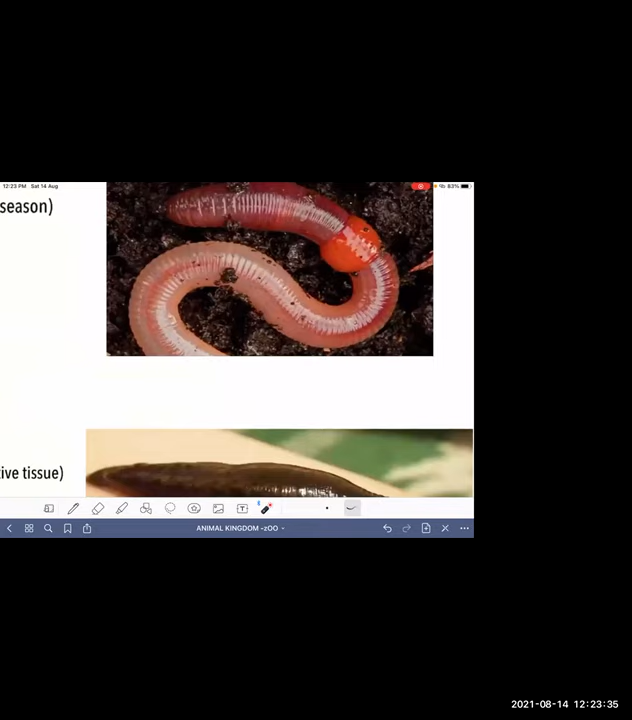 12:23 PM Sat 14 Aug
83%
season)
ive tissue)
ANIMAL KINGDOM -zOO
2021-08-14 12:23:35